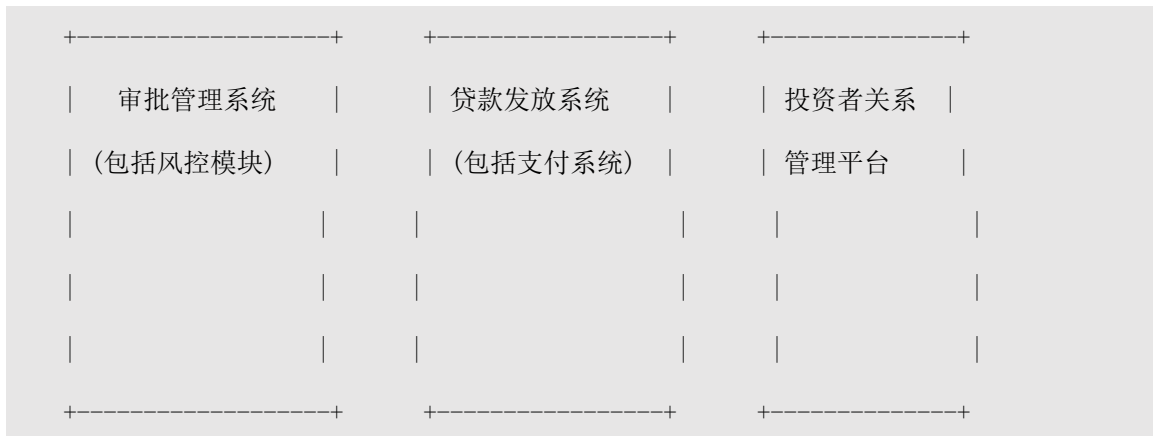 +-------------------+ +----------------+ +-------------+
| 审批管理系统 | | 贷款发放系统 | | 投资者关系 |
| (包括风控模块) | | (包括支付系统) | | 管理平台 |
| | | | | |
| | | | | |
| | | | | |
+-------------------+ +----------------+ +-------------+